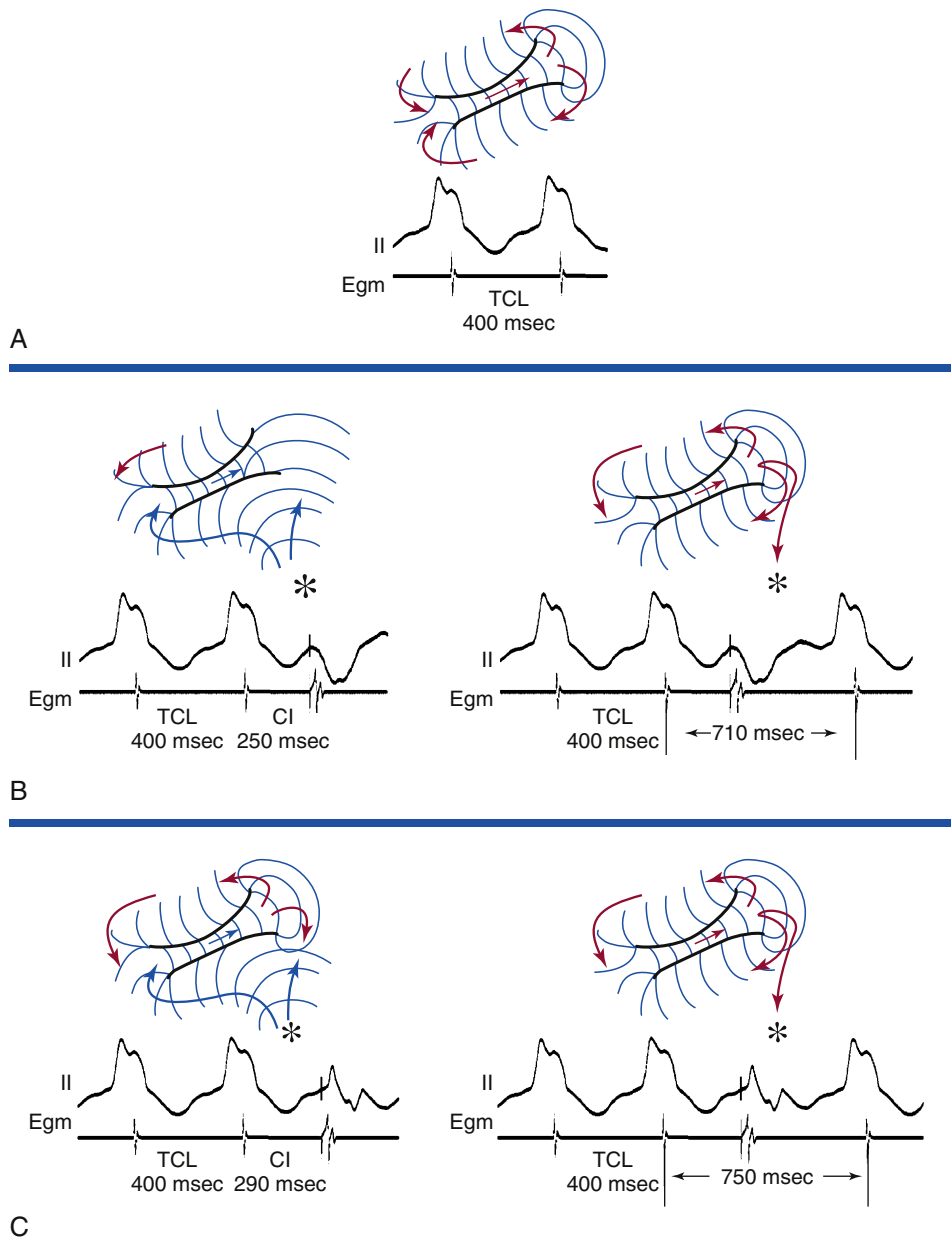 II
Egm
TCL
400 msec
A
*
*
II
II
Egm
Egm
TCL CI
400 msec 250 msec
TCL
400 msec
710 msec
B
*
*
II
II
Egm
Egm
TCL CI
400 msec 290 msec
TCL
400 msec
750 msec
C